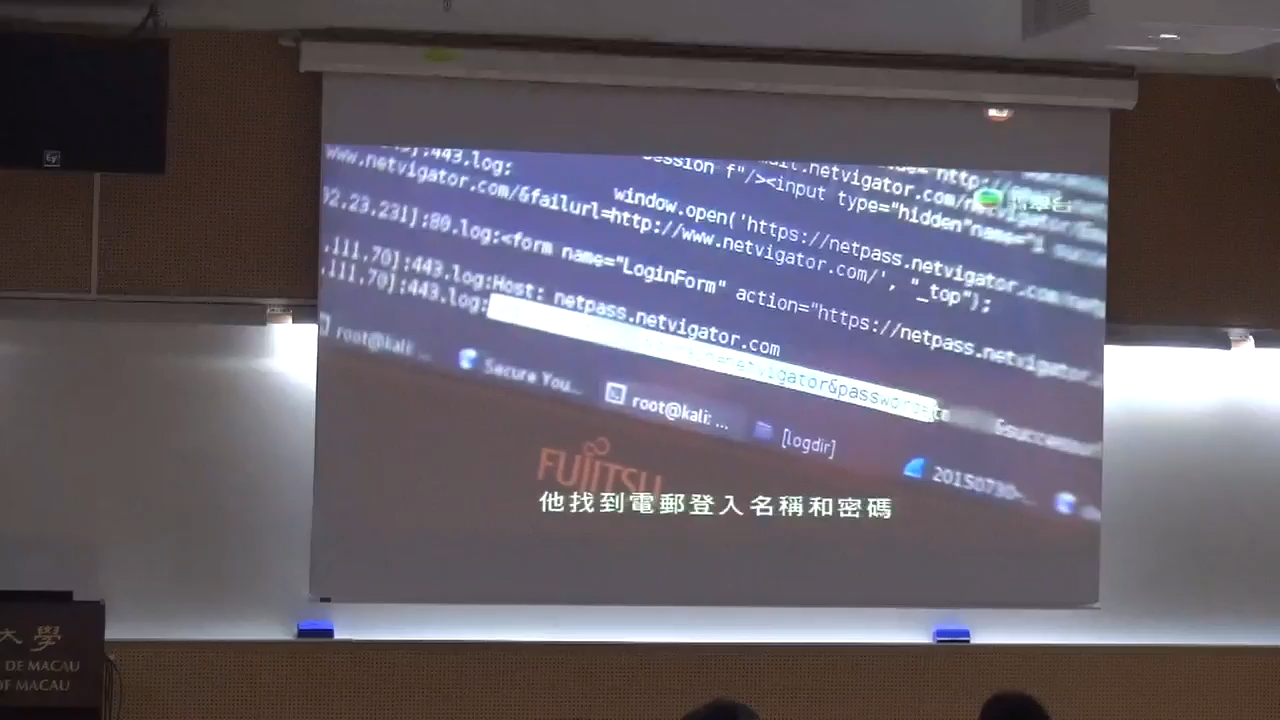 ]:443.log:
session f"/><input type="hidden"name="i
window.open('https://netpass.netvigator.com
www.netvigator.com/&failurl=http://www.netvigator.com/', "_top");
92.23.231]:80.log:<form name="LoginForm" action="https://netpass.netvigator.
.111.70]:443.log:Host: netpass.netvigator.com
.111.70]:443.log:
netvigator&password=
root@kali: ...
Secure You...
root@kali: ...
[logdir]
20150730-...
FUJITSU
他找到電郵登入名稱和密碼
大學
DE MACAU
OF MACAU